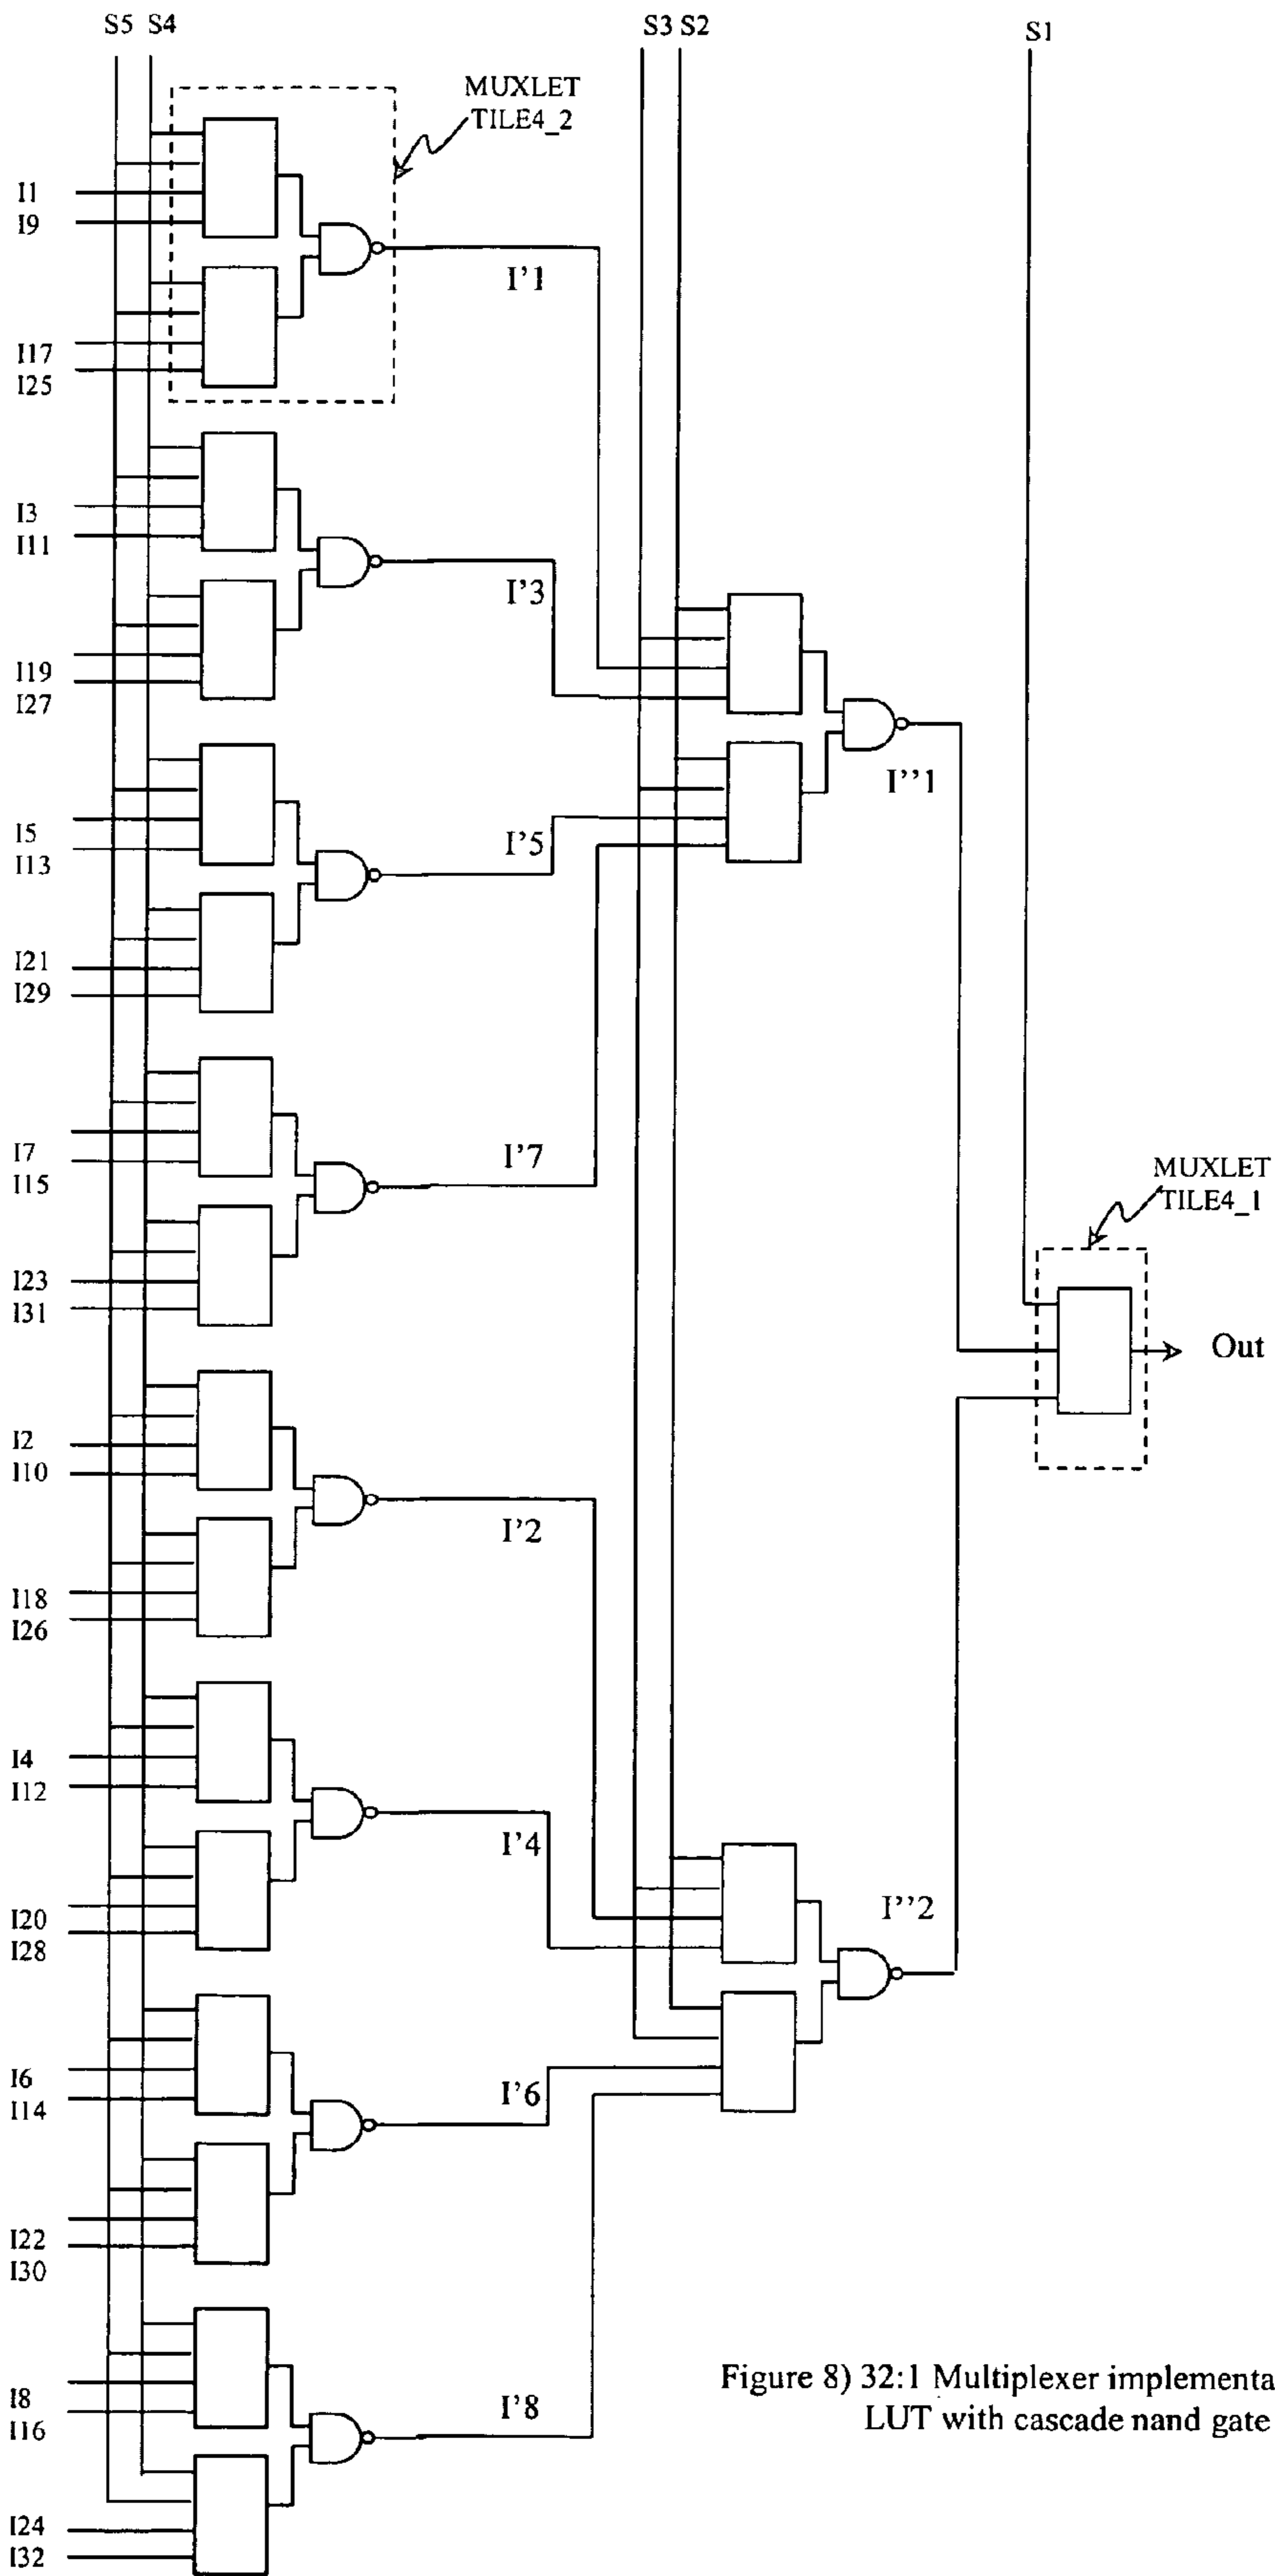 S5 S4
S3 S2
S1
MUXLET
TILE4_2
I1
I9
I'1
I17
I25
I3
I11
I'3
I19
I27
I''1
I5
I13
I'5
I21
I29
I7
I15
I'7
MUXLET
TILE4_1
I23
I31
Out
I2
I10
I'2
I18
I26
I4
I12
I'4
I20
I28
I''2
I6
I14
I'6
I22
I30
I8
I16
I'8
I24
I32
Figure 8) 32:1 Multiplexer implementa
LUT with cascade nand gate